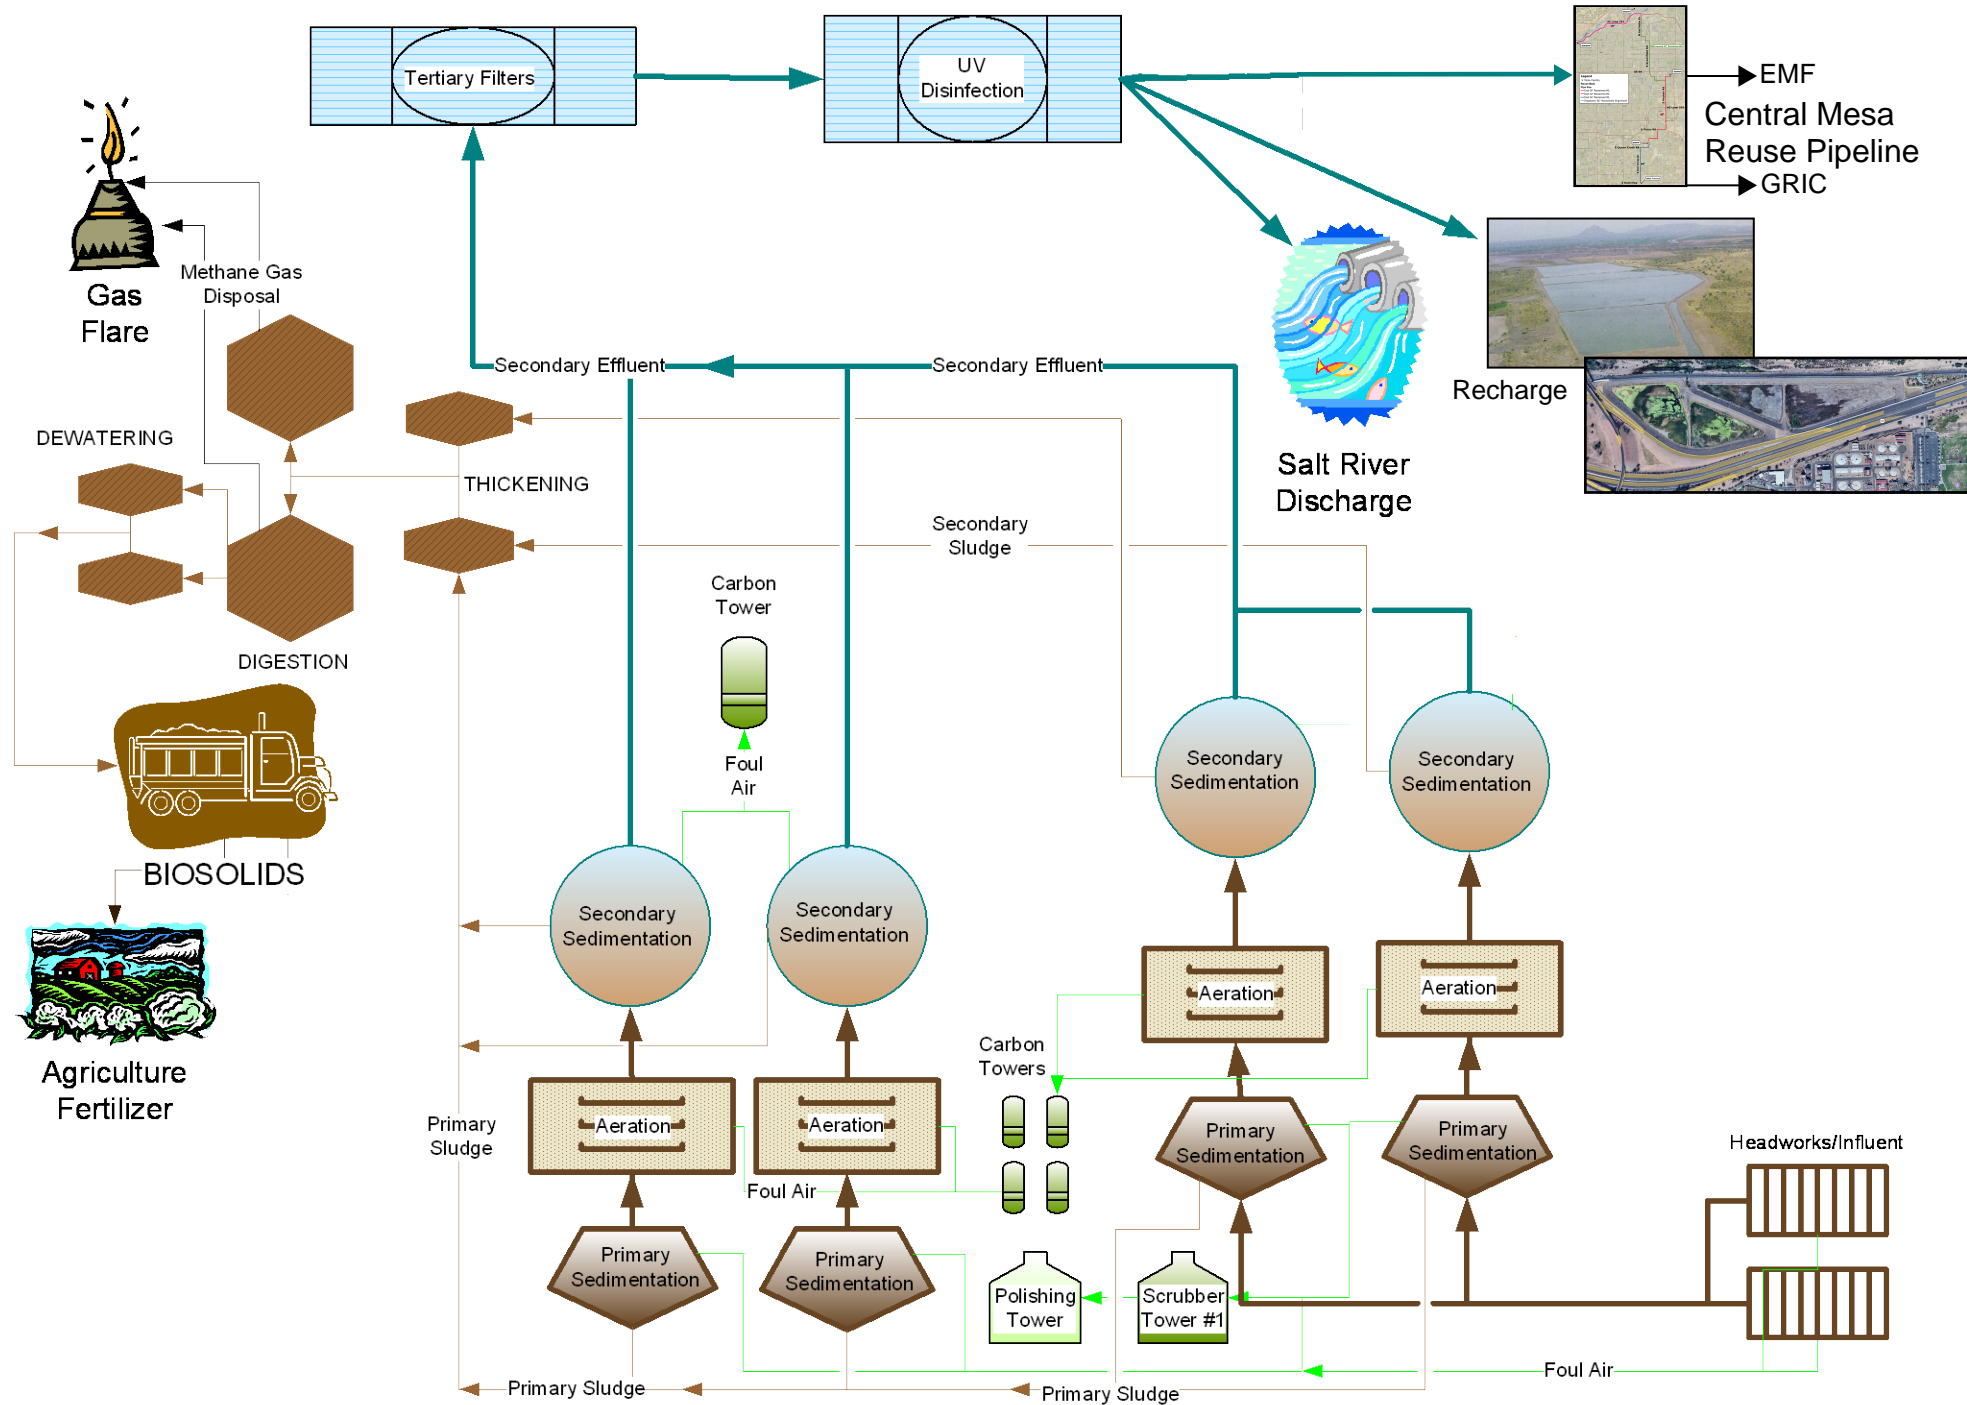 Tertiary Filters
UV
Disinfection
EMF
Central Mesa
Reuse Pipeline
GRIC
Methane Gas
Disposal
Gas
Flare
Secondary Effluent
Secondary Effluent
Recharge
DEWATERING
THICKENING
Salt River
Discharge
Secondary
Sludge
Carbon
Tower
DIGESTION
Foul
Air
Secondary
Sedimentation
Secondary
Sedimentation
BIOSOLIDS
Secondary
Sedimentation
Secondary
Sedimentation
Aeration
Aeration
Agriculture
Fertilizer
Carbon
Towers
Primary
Sludge
Aeration
Aeration
Primary
Sedimentation
Primary
Sedimentation
Headworks/Influent
Foul Air
Primary
Sedimentation
Primary
Sedimentation
Polishing
Tower
Scrubber
Tower #1
Foul Air
Primary Sludge
Primary Sludge